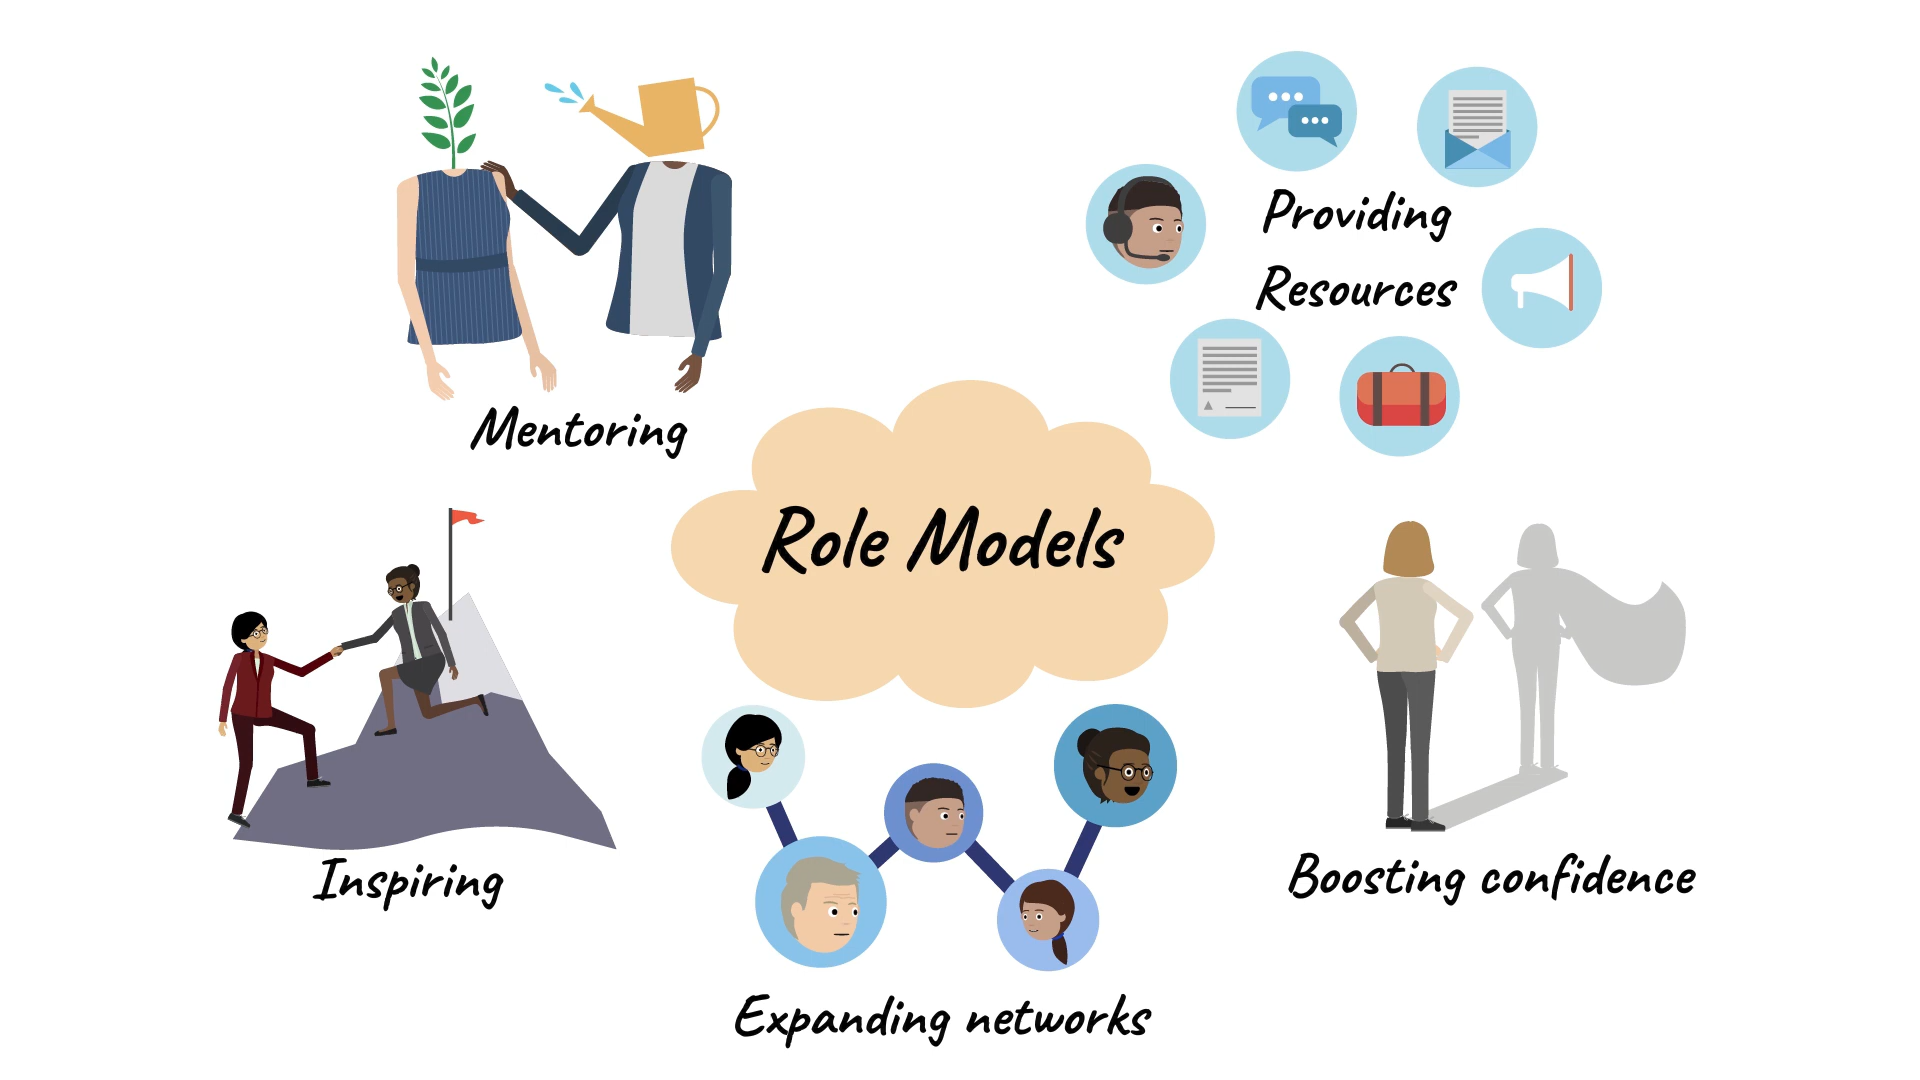 Mentoring
Providing
Resources
Role Models
Inspiring
Boosting confidence
Expanding networks